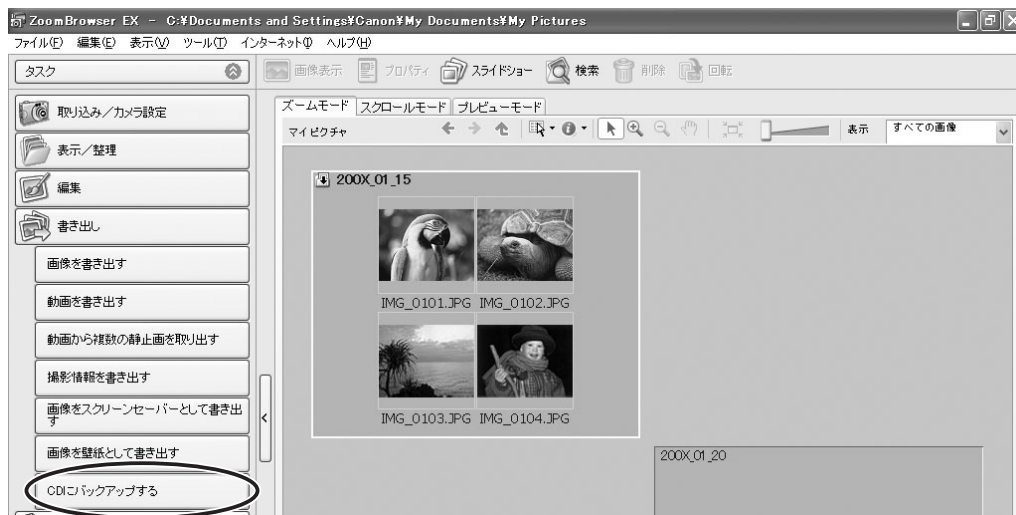 ZoomBrowser EX - C:¥Documents and Settings¥Canon¥My Documents¥My Pictures
ファイル(F) 編集(E) 表示(V) ツール(T) インターネット(I) ヘルプ(H)
タスク
画像表示 プロパティ スライドショー 検索 削除 回転
取り込み/カメラ設定
表示/整理
編集
書き出し
画像を書き出す
動画を書き出す
動画から複数の静止画を取り出す
撮影情報を書き出す
画像をスクリーンセーバーとして書き出
す
画像を壁紙として書き出す
CDにバックアップする
ズームモード スクロールモード プレビューモード
マイピクチャ 表示 すべての画像
200X_01_15
IMG_0101.JPG IMG_0102.JPG
IMG_0103.JPG IMG_0104.JPG
200X_01_20